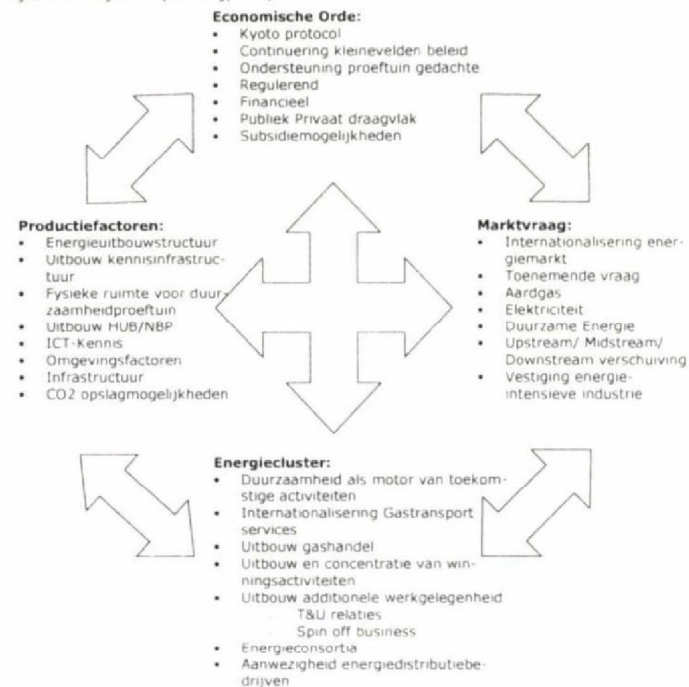 Economische Orde:
• Kyoto protocol
• Continuering kleinevelden beleid
• Ondersteuning proeftuin gedachte
• Regulerend
• Financieel
• Publiek Privaat draagvlak
• Subsidiemogelijkheden
Productiefactoren:
• Energieuitbouwstructuur
• Uitbouw kennisinfrastruc-
tuur
• Fysieke ruimte voor duur-
zaamheidproeftuin
• Uitbouw HUB/NBP
• ICT-Kennis
• Omgevingsfactoren
• Infrastructuur
• CO2 opslagmogelijkheden
Marktvraag:
• Internationalisering ener-
giemarkt
• Toenemende vraag
• Aardgas
• Elektriciteit
• Duurzame Energie
• Upstream/ Midstream/
Downstream verschuiving
• Vestiging energie-
intensieve industrie
Energiecluster:
• Duurzaamheid als motor van toekom-
stige activiteiten
• Internationalisering Gastransport
services
• Uitbouw gashandel
• Uitbouw en concentratie van win-
ningsactiviteiten
• Uitbouw additionele werkgelegenheid
T&U relaties
Spin off business
• Energieconsortia
• Aanwezigheid energiedistributiebe-
drijven